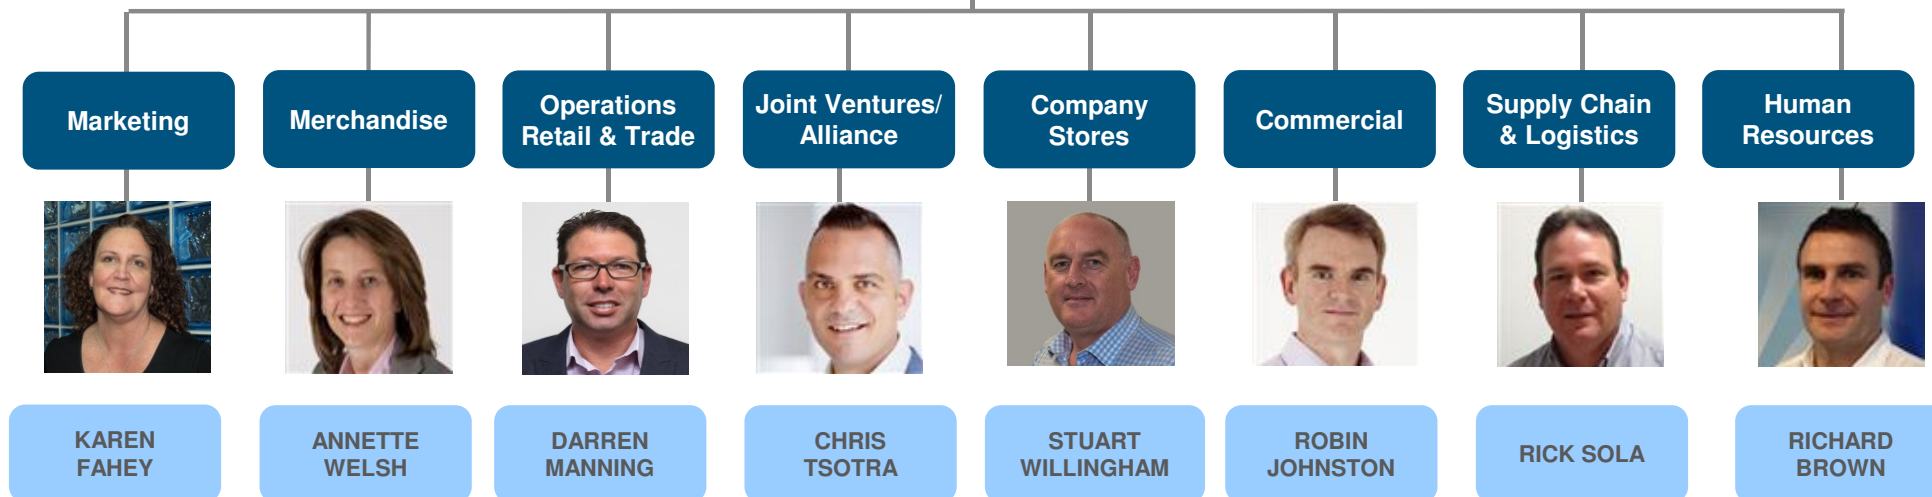 Marketing
Merchandise
Operations
Retail & Trade
Joint Ventures/
Alliance
Company
Stores
Commercial
Supply Chain
& Logistics
Human
Resources
KAREN
FAHEY
ANNETTE
WELSH
DARREN
MANNING
CHRIS
TSOTRA
STUART
WILLINGHAM
ROBIN
JOHNSTON
RICK SOLA
RICHARD
BROWN